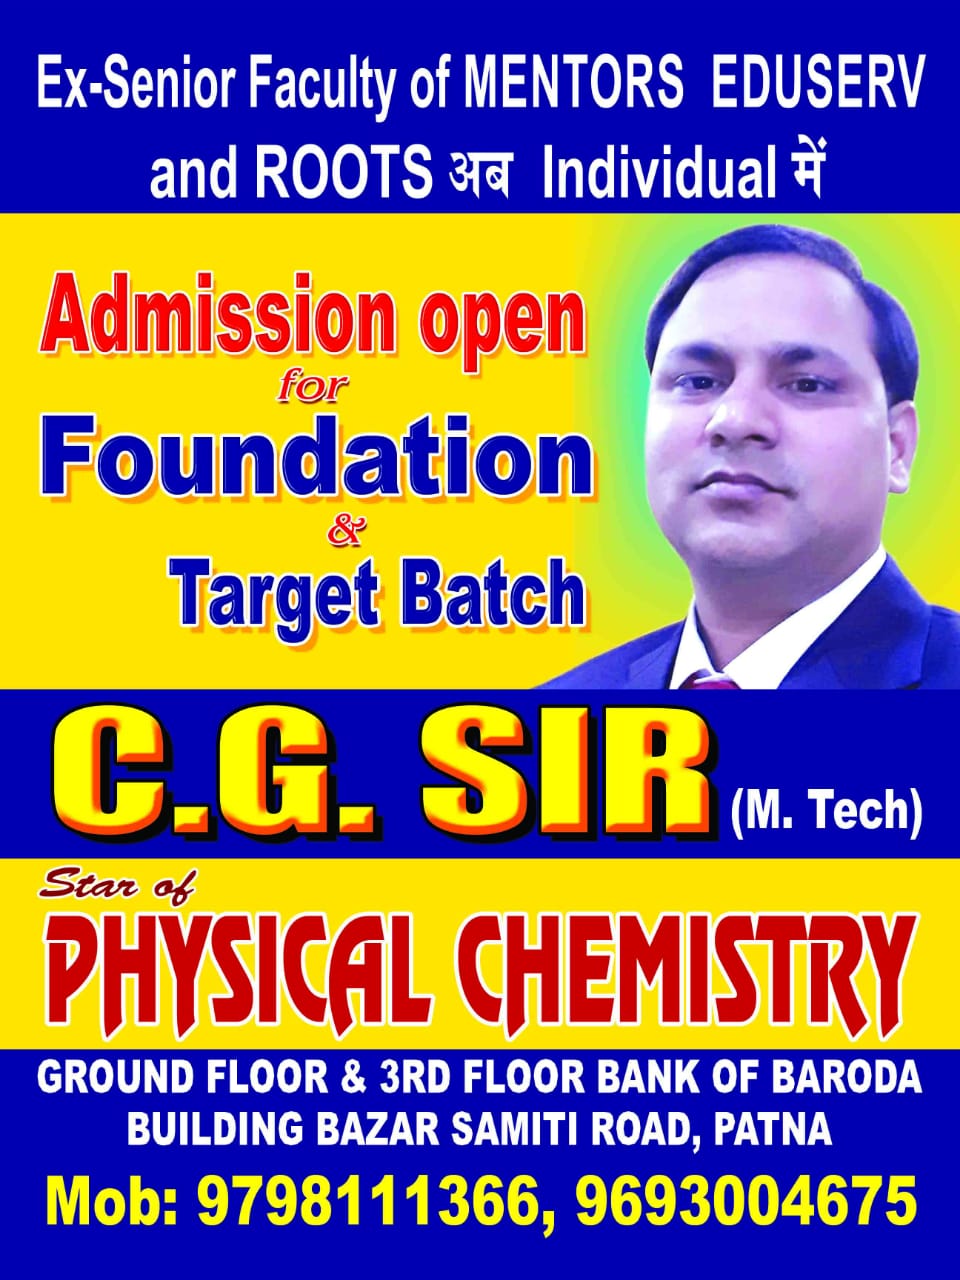 Ex-Senior Faculty of MENTORS EDUSERV
and ROOTS अब Individual में
Admission open
for
Foundation
&
Target Batch
C.G. SIR (M. Tech)
Star of
PHYSICAL CHEMISTRY
GROUND FLOOR & 3RD FLOOR BANK OF BARODA
BUILDING BAZAR SAMITI ROAD, PATNA
Mob: 9798111366, 9693004675